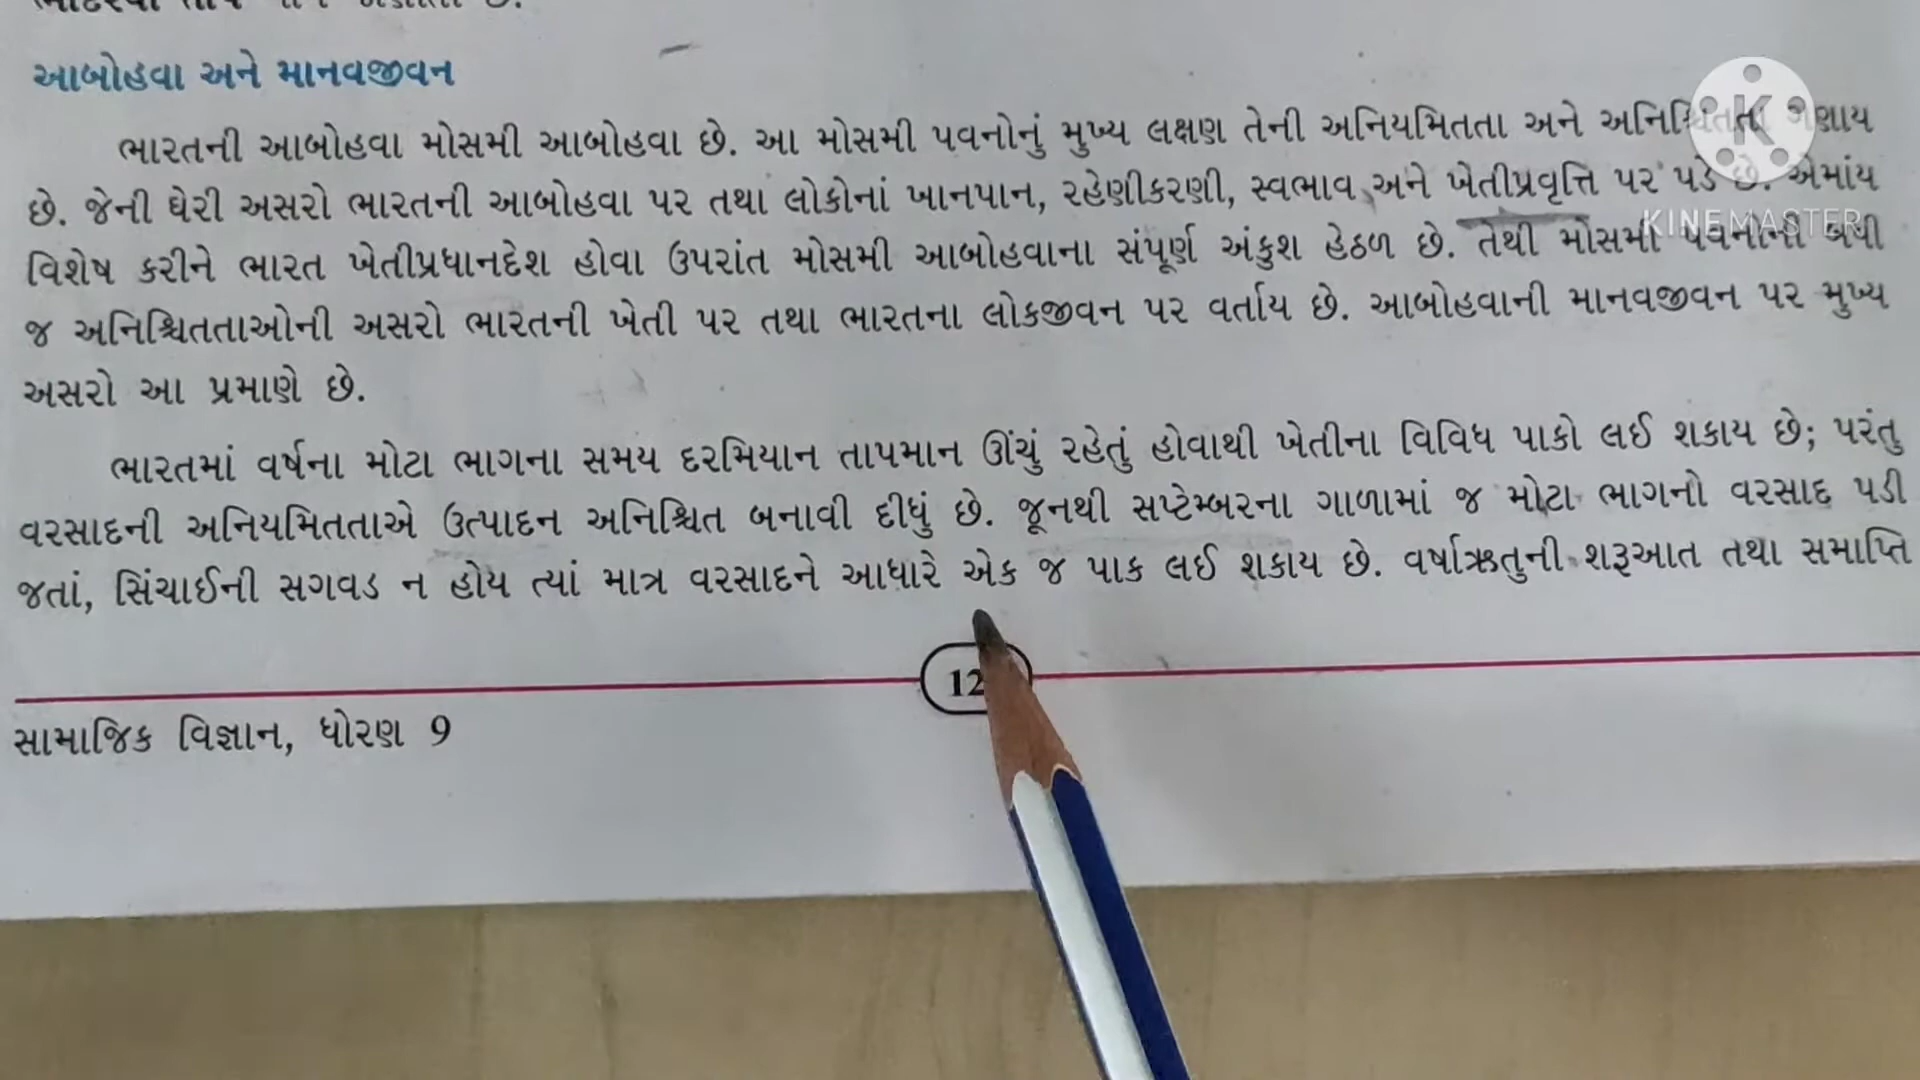 આબોહવા અને માનવજીવન
ભારતની આબોહવા મોસમી આબોહવા છે. આ મોસમી પવનોનું મુખ્ય લક્ષણ તેની અનિયમિતતા અને
છે. જેની ઘેરી અસરો ભારતની આબોહવા પર તથા લોકોનાં ખાનપાન, રહેણીકરણી, સ્વભાવ અને ખેતીપ્રવૃત્તિ પર પડે છે. એમાંય
વિશેષ કરીને ભારત ખેતીપ્રધાનદેશ હોવા ઉપરાંત મોસમી આબોહવાના સંપૂર્ણ અંકુશ હેઠળ છે. તેથી મોસમી પવનોની
જ અનિશ્ચિતતાઓની અસરો ભારતની ખેતી પર તથા ભારતના લોકજીવન પર વર્તાય છે. આબોહવાની માનવજીવન પર મુખ્ય
અસરો આ પ્રમાણે છે.
ભારતમાં વર્ષના મોટા ભાગના સમય દરમિયાન તાપમાન ઊંચું રહેતું હોવાથી ખેતીના વિવિધ પાકો લઈ શકાય છે; પરંતુ
વરસાદની અનિયમિતતાએ ઉત્પાદન અનિશ્ચિત બનાવી દીધું છે. જૂનથી સપ્ટેમ્બરના ગાળામાં જ મોટા ભાગનો વરસાદ પડી
જતાં, સિંચાઈની સગવડ ન હોય ત્યાં માત્ર વરસાદને આધારે એક જ પાક લઈ શકાય છે. વર્ષાઋતુની શરૂઆત તથા સમાપ્તિ
સામાજિક વિજ્ઞાન, ધોરણ 9
K
KINEMASTER